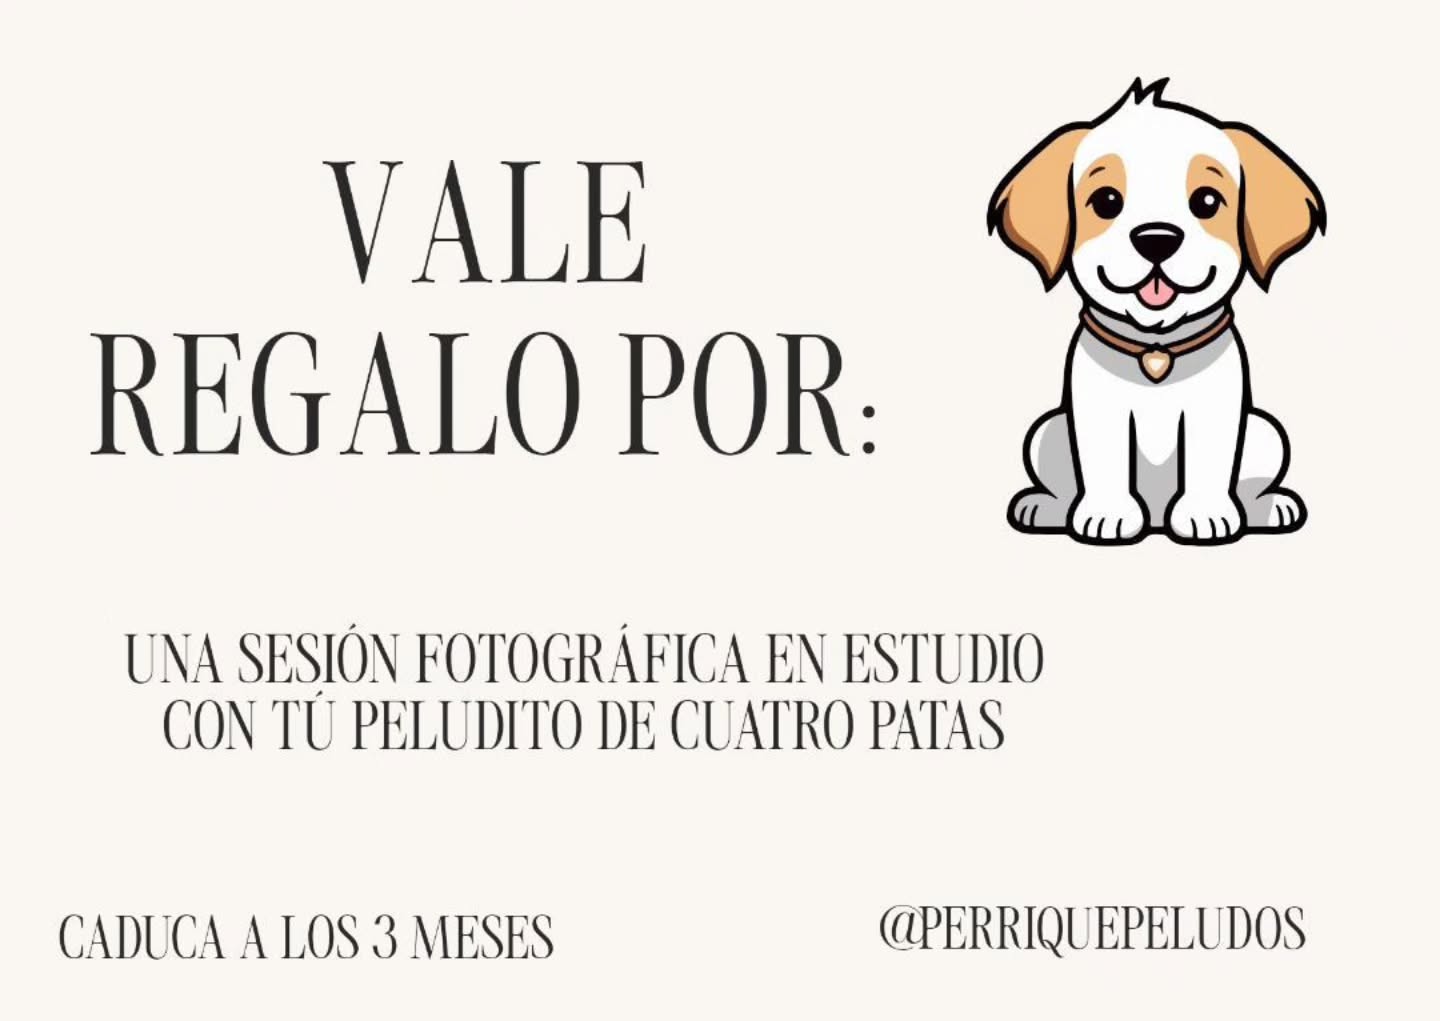 VALE
REGALO POR:
UNA SESIÓN FOTOGRÁFICA EN ESTUDIO
CON TÚ PELUDITO DE CUATRO PATAS
CADUCA A LOS 3 MESES
@PERRIQUEPELUDOS